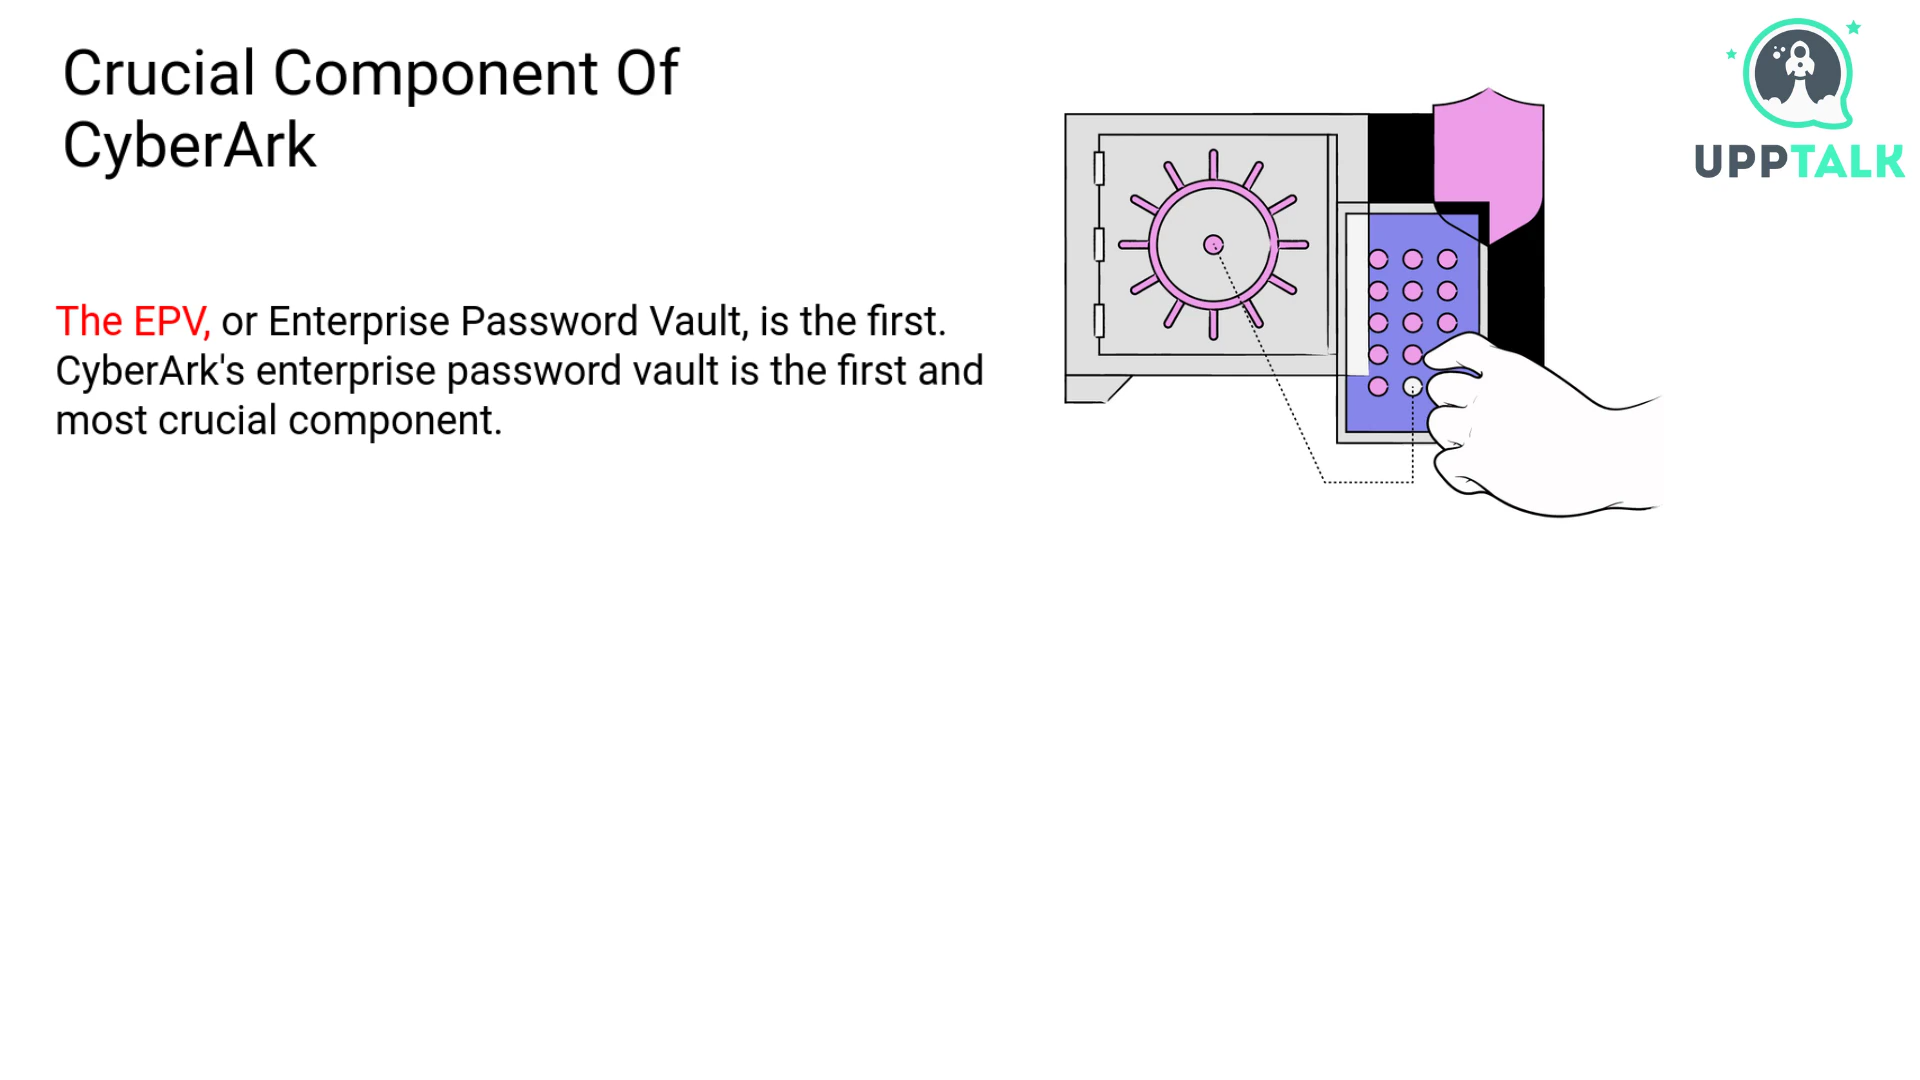 Crucial Component Of
CyberArk
UPPTALK
The EPV, or Enterprise Password Vault, is the first.
CyberArk's enterprise password vault is the first and
most crucial component.